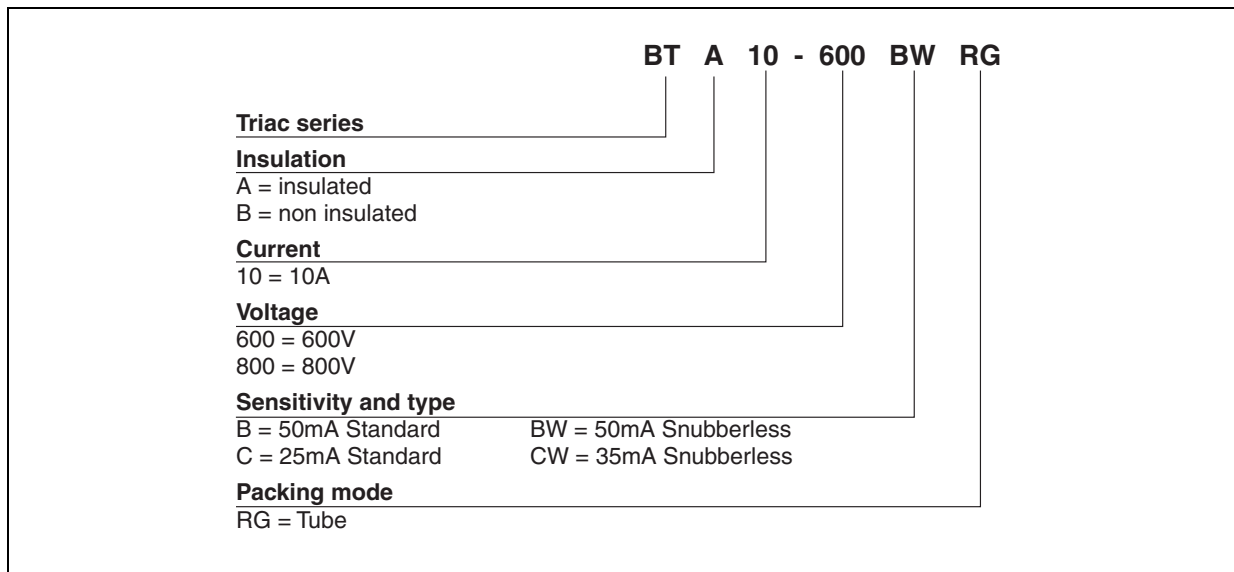 BT A 10 - 600 BW RG
Triac series
Insulation
A = insulated
B = non insulated
Current
10 = 10A
Voltage
600 = 600V
800 = 800V
Sensitivity and type
B = 50mA Standard BW = 50mA Snubberless
C = 25mA Standard CW = 35mA Snubberless
Packing mode
RG = Tube